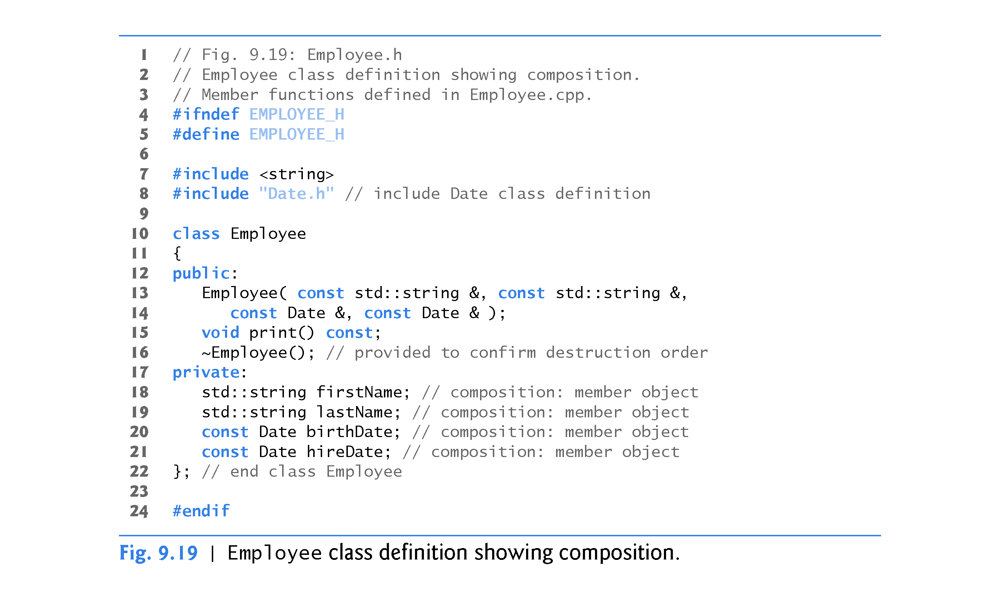 1 // Fig. 9.19: Employee.h
2 // Employee class definition showing composition.
3 // Member functions defined in Employee.cpp.
4 #ifndef EMPLOYEE_H
5 #define EMPLOYEE_H
6
7 #include <string>
8 #include "Date.h" // include Date class definition
9
10 class Employee
11 {
12 public:
13    Employee( const std::string &, const std::string &,
14       const Date &, const Date & );
15    void print() const;
16    ~Employee(); // provided to confirm destruction order
17 private:
18    std::string firstName; // composition: member object
19    std::string lastName; // composition: member object
20    const Date birthDate; // composition: member object
21    const Date hireDate; // composition: member object
22 }; // end class Employee
23
24 #endif
Fig. 9.19 | Employee class definition showing composition.